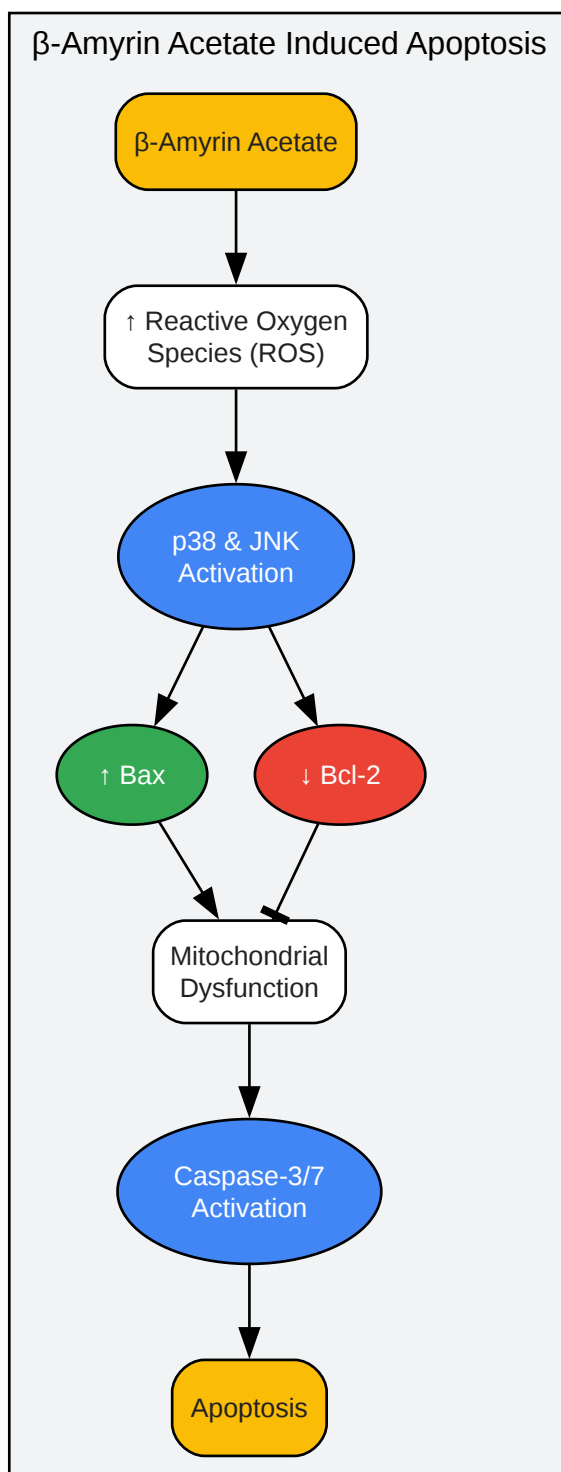 β-Amyrin Acetate Induced Apoptosis
β-Amyrin Acetate
↑ Reactive Oxygen
Species (ROS)
p38 & JNK
Activation
↑ Bax
↓ Bcl-2
Mitochondrial
Dysfunction
Caspase-3/7
Activation
Apoptosis